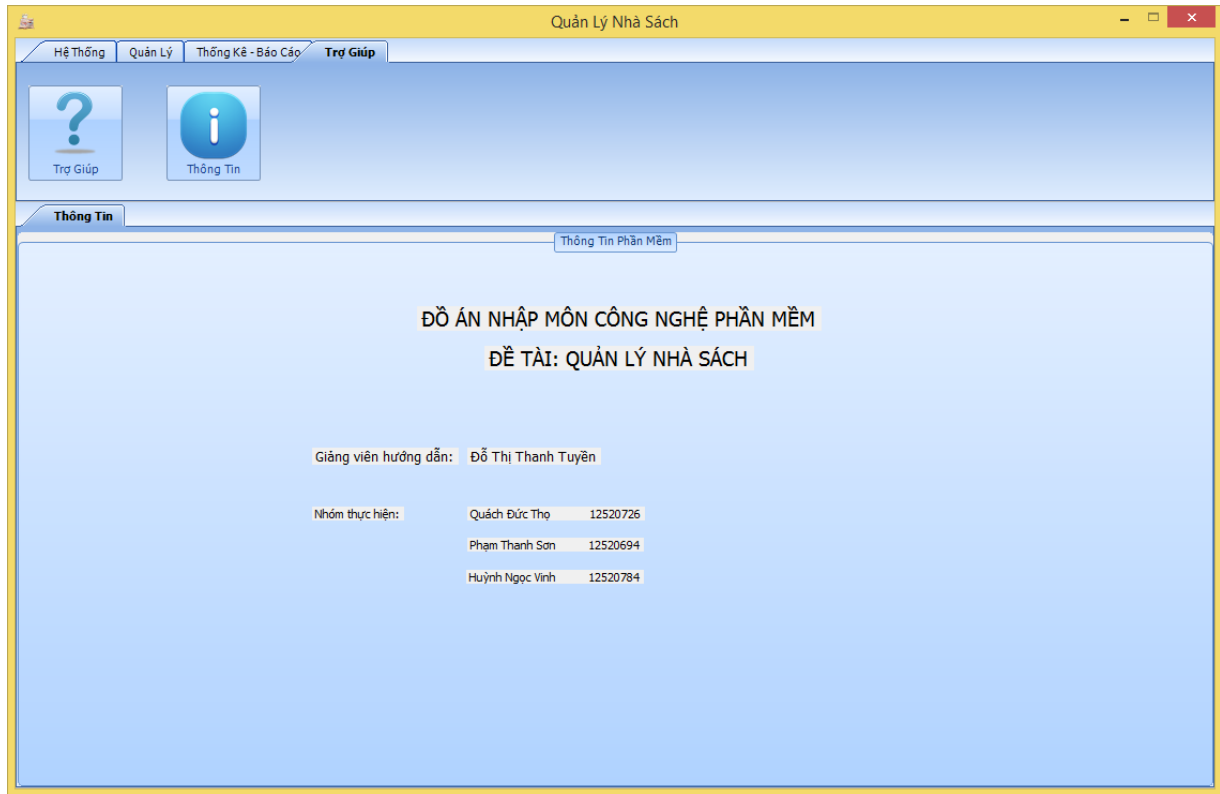 Quản Lý Nhà Sách
Hệ Thống Quản Lý Thống Kê - Báo Cáo Trợ Giúp
Trợ Giúp Thông Tin
Thông Tin
Thông Tin Phần Mềm
ĐỒ ÁN NHẬP MÔN CÔNG NGHỆ PHẦN MỀM
ĐỀ TÀI: QUẢN LÝ NHÀ SÁCH
Giảng viên hướng dẫn: Đỗ Thị Thanh Tuyền
Nhóm thực hiện: Quách Đức Thọ 12520726
Phạm Thanh Sơn 12520694
Huỳnh Ngọc Vinh 12520784